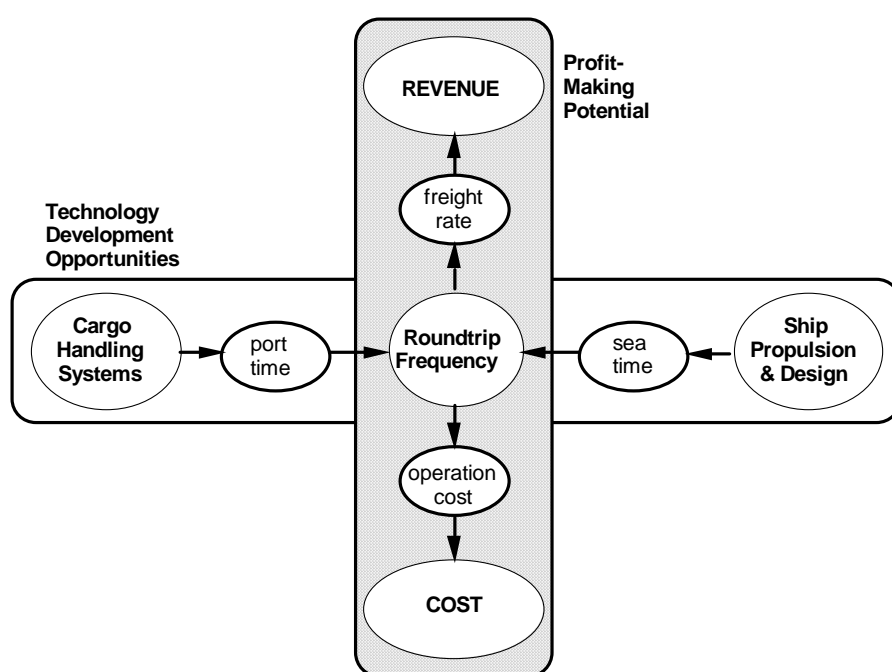 REVENUE
Profit-
Making
Potential
freight
rate
Technology
Development
Opportunities
Cargo
Handling
Systems
port
time
Roundtrip
Frequency
sea
time
Ship
Propulsion
& Design
operation
cost
COST